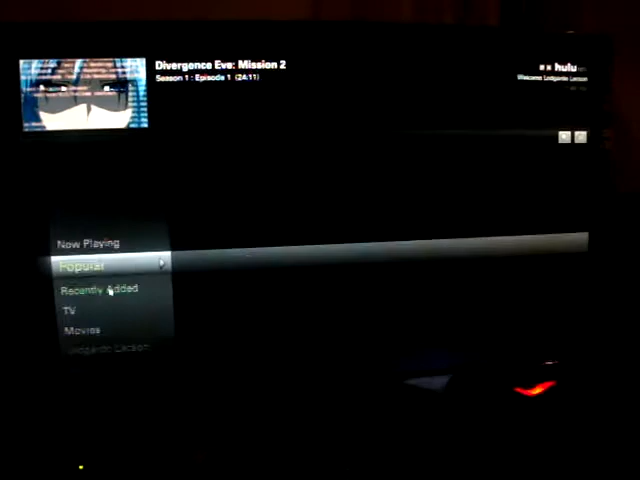 Divergence Eve: Mission 2
Season 1 : Episode 1 (24:11)
hulu
Now Playing
Popular
Recently Added
TV
Movies